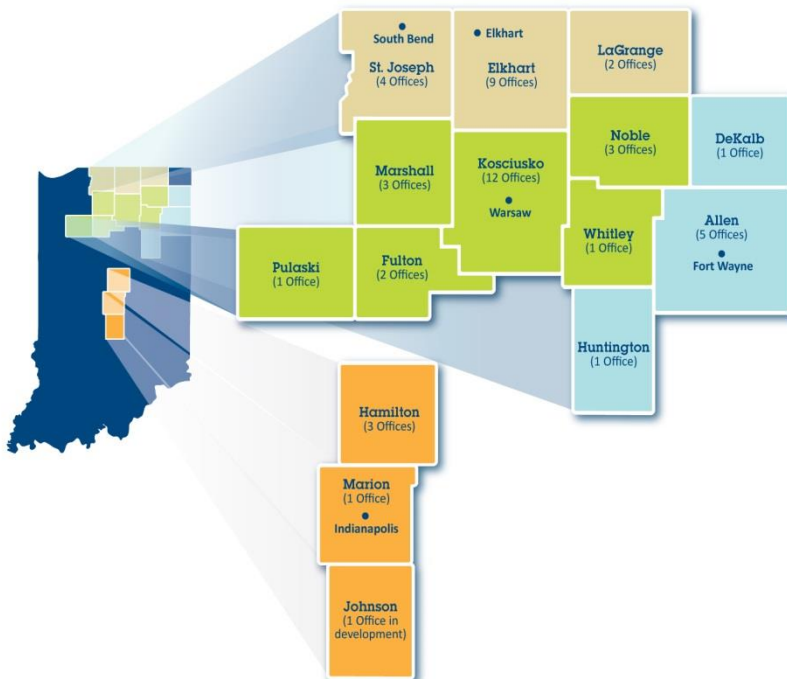 South Bend
St. Joseph
(4 Offices)
Elkhart
Elkhart
(9 Offices)
LaGrange
(2 Offices)
Marshall
(3 Offices)
Kosciusko
(12 Offices)
Warsaw
Noble
(3 Offices)
DeKalb
(1 Office)
Pulaski
(1 Office)
Fulton
(2 Offices)
Whitley
(1 Office)
Allen
(5 Offices)
Fort Wayne
Huntington
(1 Office)
Hamilton
(3 Offices)
Marion
(1 Office)
Indianapolis
Johnson
(1 Office in
development)